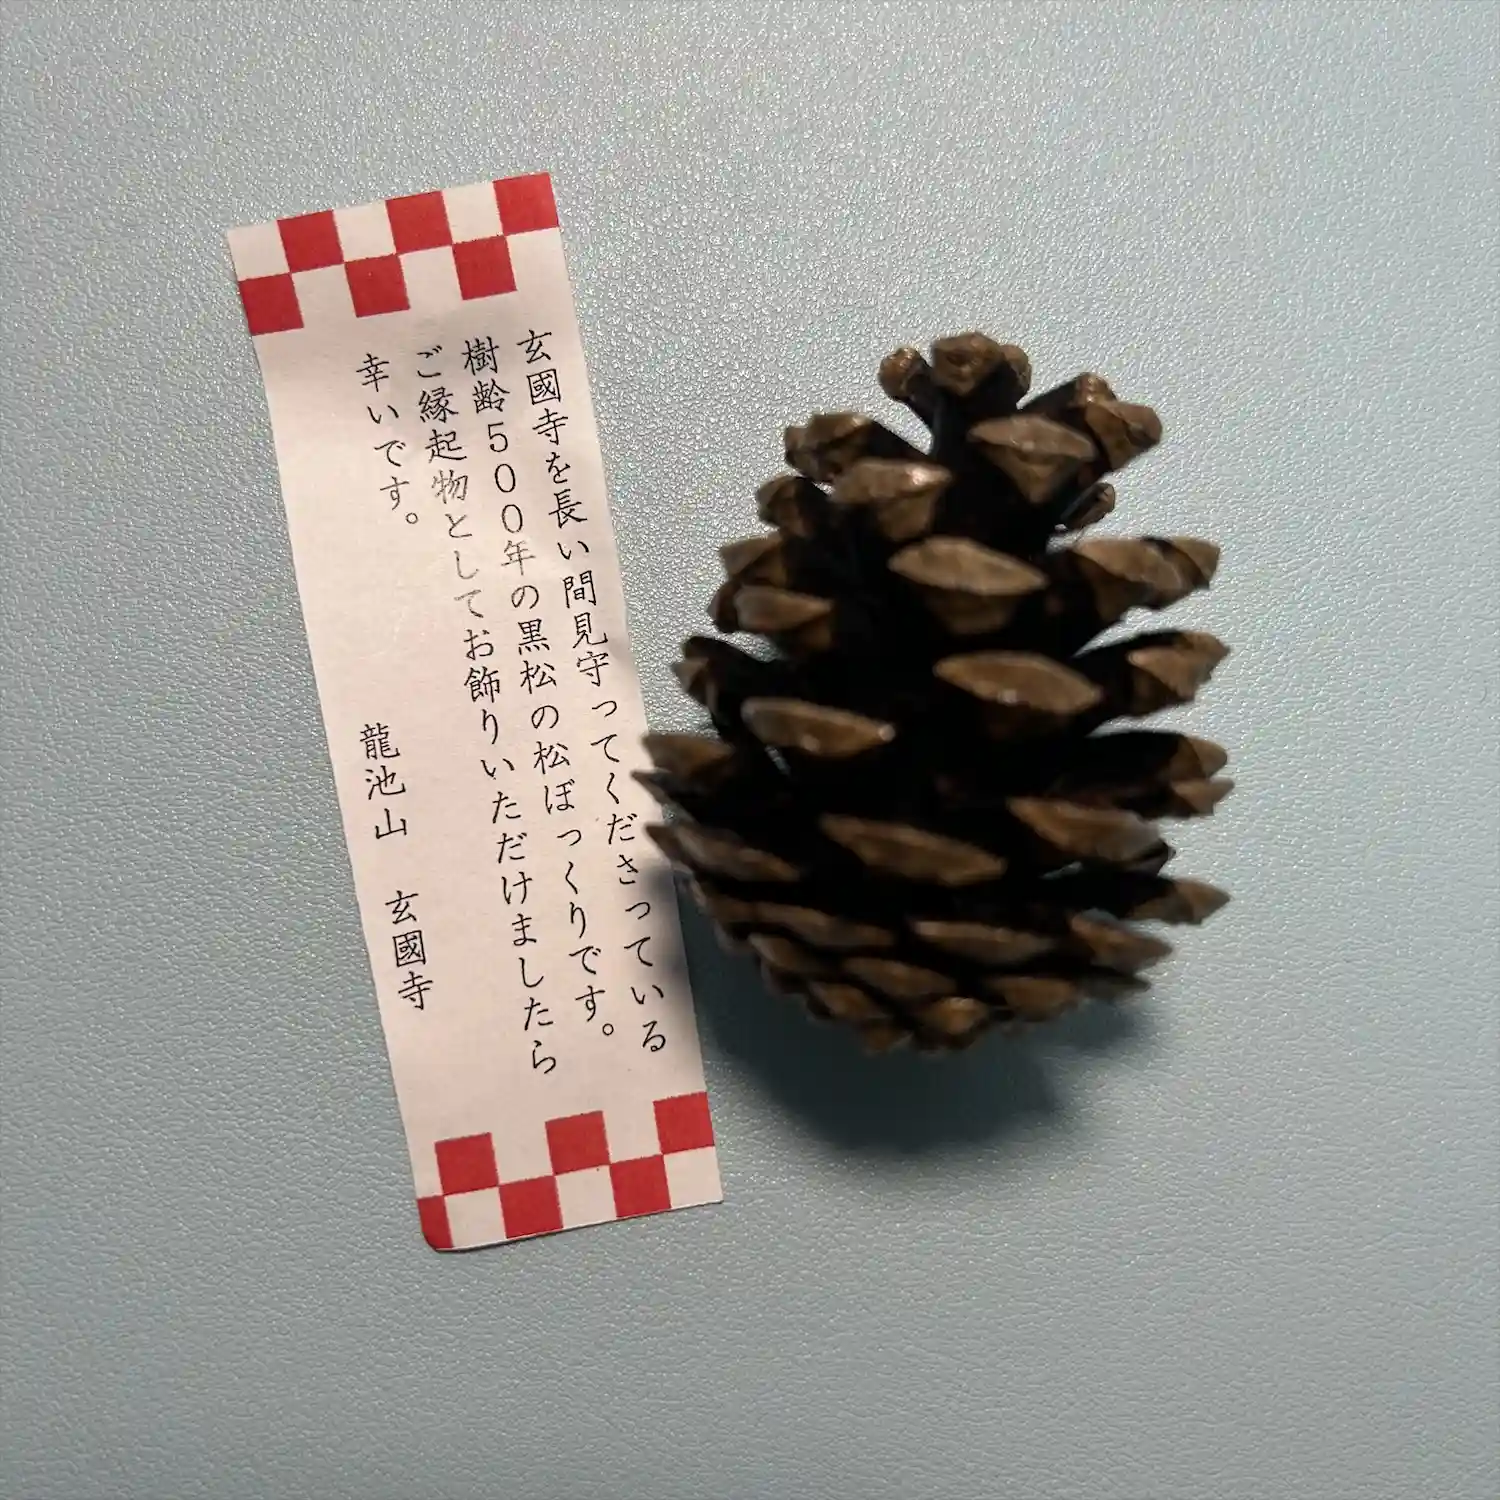 玄國寺を長い間見守ってくださっている
樹齢500年の黒松の松ぼっくりです。
ご縁起物としてお飾りいただけましたら
幸いです。
龍池山　玄國寺